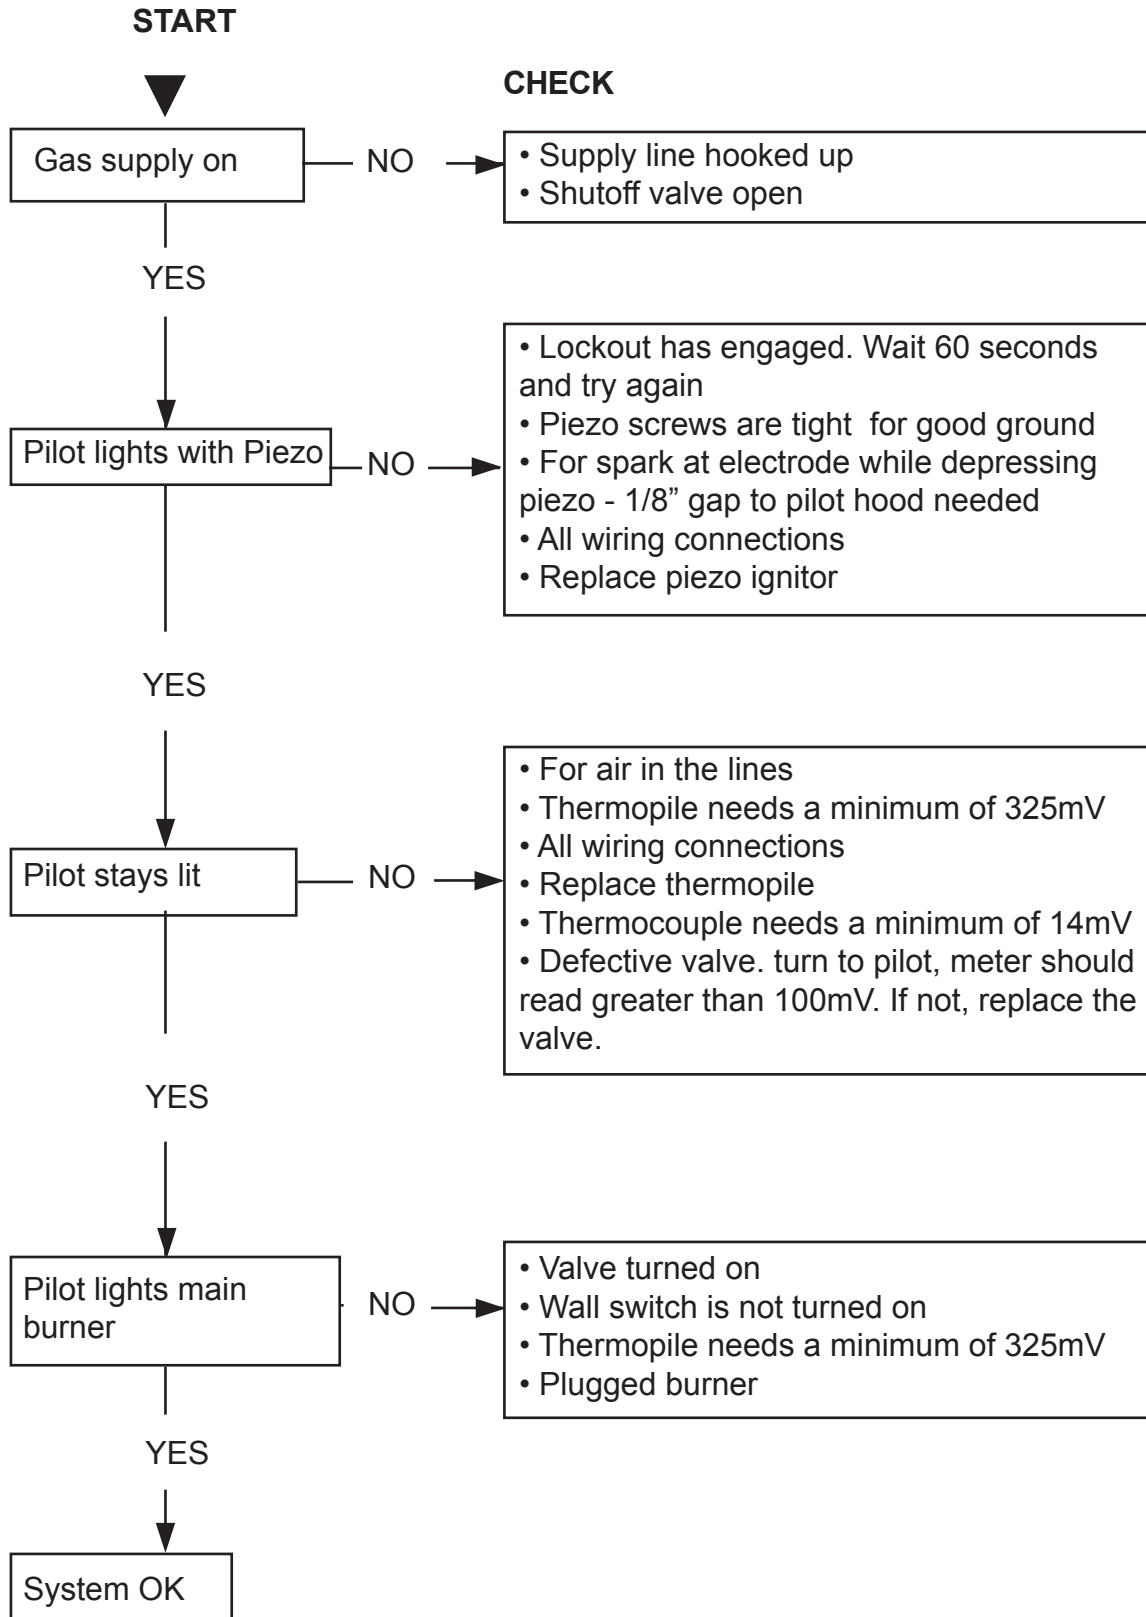 START
CHECK
Gas supply on
NO
• Supply line hooked up
• Shutoff valve open
YES
Pilot lights with Piezo
NO
• Lockout has engaged. Wait 60 seconds
and try again
• Piezo screws are tight  for good ground
• For spark at electrode while depressing
piezo - 1/8” gap to pilot hood needed
• All wiring connections
• Replace piezo ignitor
YES
Pilot stays lit
NO
• For air in the lines
• Thermopile needs a minimum of 325mV
• All wiring connections
• Replace thermopile
• Thermocouple needs a minimum of 14mV
• Defective valve. turn to pilot, meter should
read greater than 100mV. If not, replace the
valve.
YES
Pilot lights main
burner
NO
• Valve turned on
• Wall switch is not turned on
• Thermopile needs a minimum of 325mV
• Plugged burner
YES
System OK